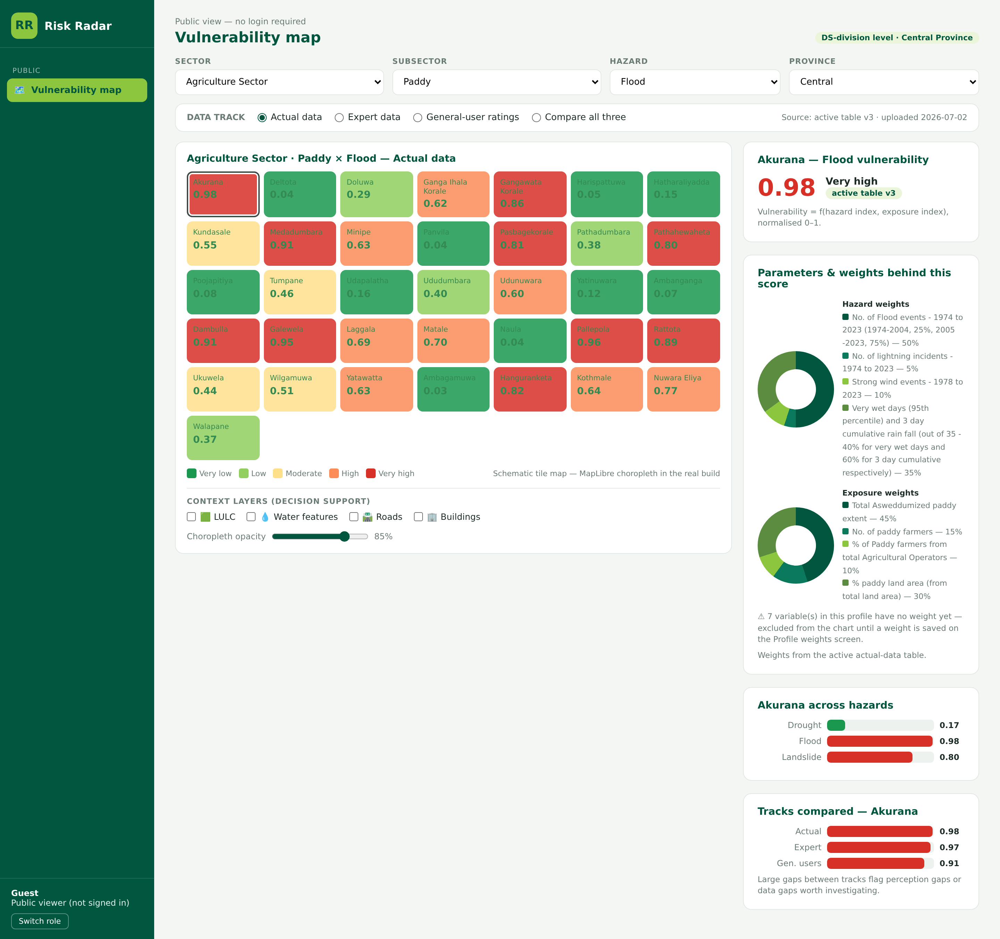 RR Risk Radar
PUBLIC
Vulnerability map
Guest
Public viewer (not signed in)
Switch role
Public view — no login required
Vulnerability map
DS-division level · Central Province
SECTOR SUBSECTOR HAZARD PROVINCE
Agriculture Sector Paddy Flood Central
DATA TRACK Actual data Expert data General-user ratings Compare all three Source: active table v3 · uploaded 2026-07-02
Agriculture Sector · Paddy × Flood — Actual data
Akurana
0.98
Deltota
0.04
Doluwa
0.29
Ganga Ihala
Korale
0.62
Gangawata
Korale
0.86
Harispattuwa
0.05
Hatharaliyadda
0.15
Kundasale
0.55
Medadumbara
0.91
Minipe
0.63
Panvila
0.04
Pasbagekorale
0.81
Pathadumbara
0.38
Pathahewaheta
0.80
Poojapitiya
0.08
Tumpane
0.46
Udapalatha
0.16
Ududumbara
0.40
Udunuwara
0.60
Yatinuwara
0.12
Ambanganga
0.07
Dambulla
0.91
Galewela
0.95
Laggala
0.69
Matale
0.70
Naula
0.04
Pallepola
0.96
Rattota
0.89
Ukuwela
0.44
Wilgamuwa
0.51
Yatawatta
0.63
Ambagamuwa
0.03
Hanguranketa
0.82
Kothmale
0.64
Nuwara Eliya
0.77
Walapane
0.37
Very low Low Moderate High Very high Schematic tile map — MapLibre choropleth in the real build
CONTEXT LAYERS (DECISION SUPPORT)
LULC Water features Roads Buildings
Choropleth opacity 85%
Akurana — Flood vulnerability
0.98
Very high
active table v3
Vulnerability = f(hazard index, exposure index),
normalised 0–1.
Parameters & weights behind this
score
Hazard weights
No. of Flood events - 1974 to
2023 (1974-2004, 25%, 2005
-2023, 75%) — 50%
No. of lightning incidents -
1974 to 2023 — 5%
Strong wind events - 1978 to
2023 — 10%
Very wet days (95th
percentile) and 3 day
cumulative rain fall (out of 35 -
40% for very wet days and
60% for 3 day cumulative
respectively) — 35%
Exposure weights
Total Asweddumized paddy
extent — 45%
No. of paddy farmers — 15%
% of Paddy farmers from
total Agricultural Operators —
10%
% paddy land area (from
total land area) — 30%
⚠ 7 variable(s) in this profile have no weight yet —
excluded from the chart until a weight is saved on
the Profile weights screen.
Weights from the active actual-data table.
Akurana across hazards
Drought 0.17
Flood 0.98
Landslide 0.80
Tracks compared — Akurana
Actual 0.98
Expert 0.97
Gen. users 0.91
Large gaps between tracks flag perception gaps or
data gaps worth investigating.